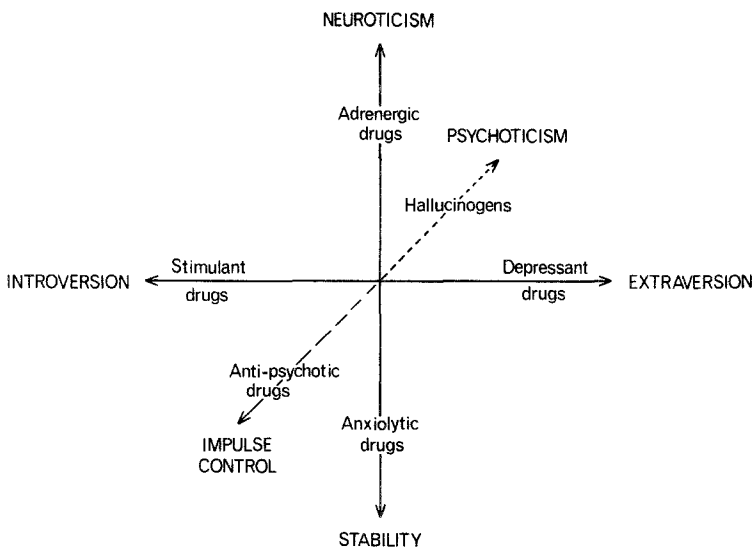 NEUROTICISM
Adrenergic
drugs
PSYCHOTICISM
Hallucinogens
INTROVERSION
Stimulant
drugs
Depressant
drugs
EXTRAVERSION
Anti-psychotic
drugs
IMPULSE
CONTROL
Anxiolytic
drugs
STABILITY